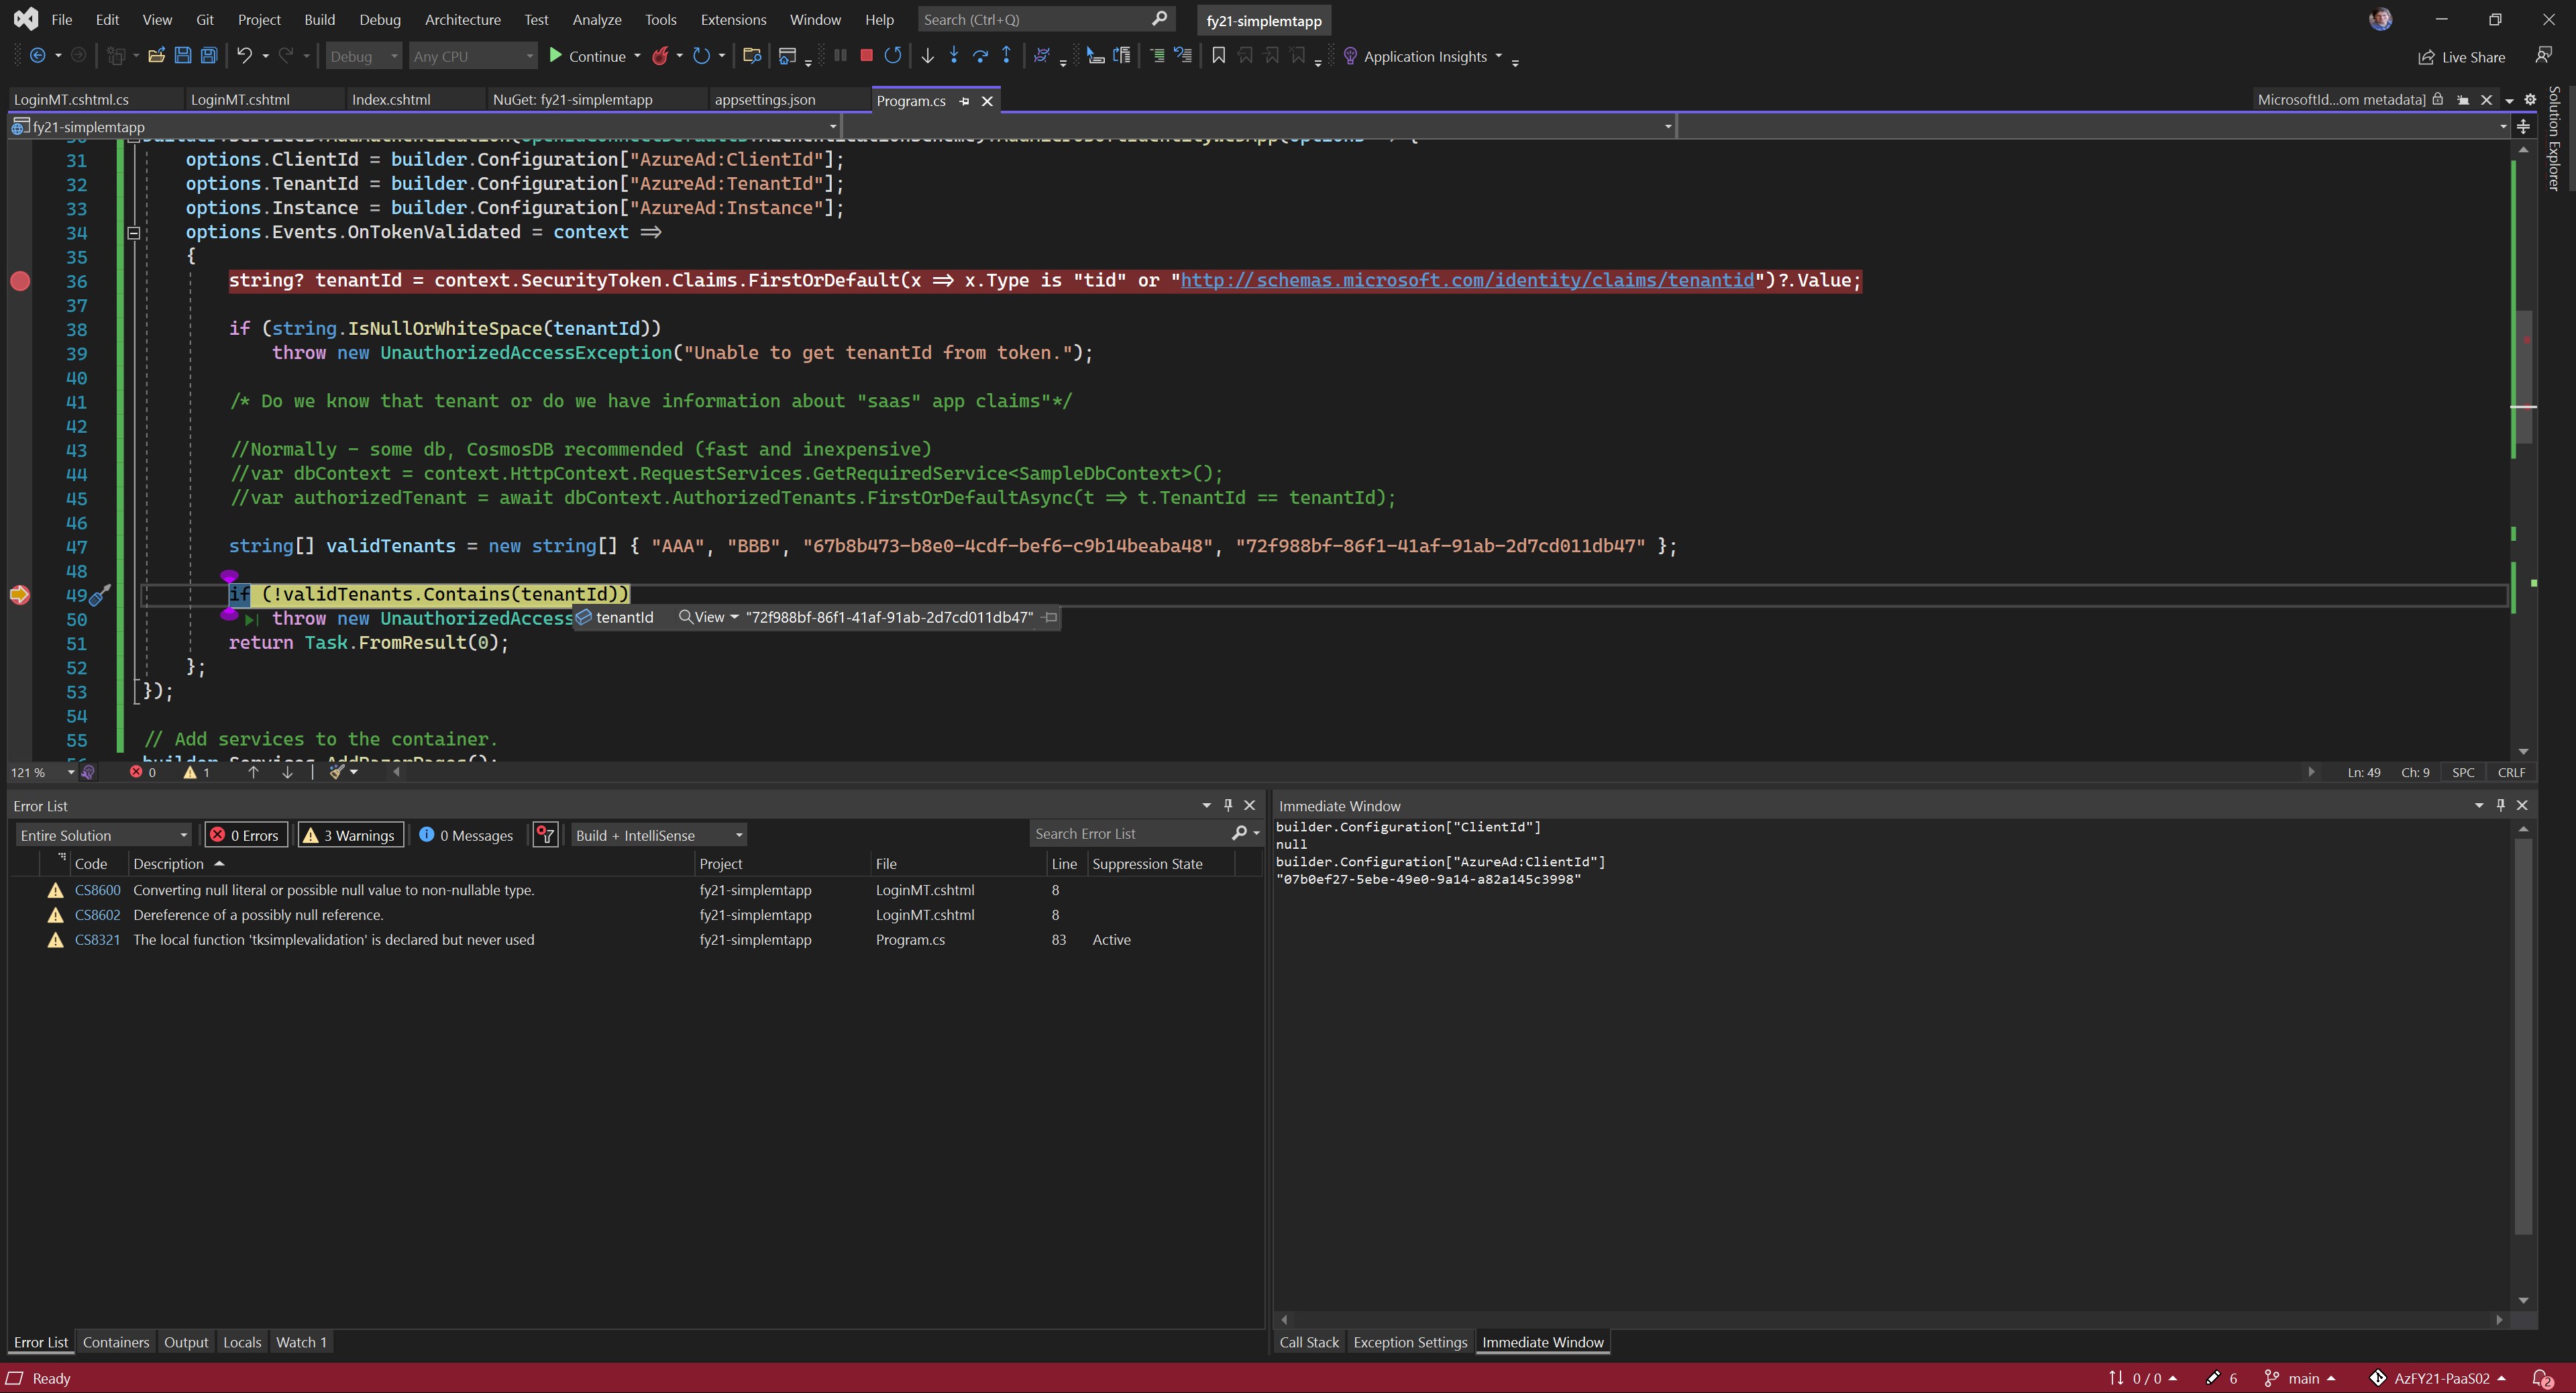 File Edit View Git Project Build Debug Architecture Test Analyze Tools Extensions Window Help Search (Ctrl+Q) fy21-simplemtapp
Debug Any CPU Continue Application Insights Live Share
LoginMT.cshtml.cs LoginMT.cshtml Index.cshtml NuGet: fy21-simplemtapp appsettings.json Program.cs MicrosoftId...om metadata]
Solution Explorer
fy21-simplemtapp
31 options.ClientId = builder.Configuration["AzureAd:ClientId"];
32 options.TenantId = builder.Configuration["AzureAd:TenantId"];
33 options.Instance = builder.Configuration["AzureAd:Instance"];
34 options.Events.OnTokenValidated = context =>
35 {
36 string? tenantId = context.SecurityToken.Claims.FirstOrDefault(x => x.Type is "tid" or "http://schemas.microsoft.com/identity/claims/tenantid")?.Value;
37
38 if (string.IsNullOrWhiteSpace(tenantId))
39 throw new UnauthorizedAccessException("Unable to get tenantId from token.");
40
41 /* Do we know that tenant or do we have information about "saas" app claims"*/
42
43 //Normally - some db, CosmosDB recommended (fast and inexpensive)
44 //var dbContext = context.HttpContext.RequestServices.GetRequiredService<SampleDbContext>();
45 //var authorizedTenant = await dbContext.AuthorizedTenants.FirstOrDefaultAsync(t => t.TenantId == tenantId);
46
47 string[] validTenants = new string[] { "AAA", "BBB", "67b8b473-b8e0-4cdf-bef6-c9b14beaba48", "72f988bf-86f1-41af-91ab-2d7cd011db47" };
48
49 if (!validTenants.Contains(tenantId))
50 throw new UnauthorizedAccess tenantId View "72f988bf-86f1-41af-91ab-2d7cd011db47"
51 return Task.FromResult(0);
52 };
53 });
54
55 // Add services to the container.
121 % 0 1 Ln: 49 Ch: 9 SPC CRLF
Error List
Entire Solution 0 Errors 3 Warnings 0 Messages Build + IntelliSense Search Error List
Code Description Project File Line Suppression State
CS8600 Converting null literal or possible null value to non-nullable type. fy21-simplemtapp LoginMT.cshtml 8
CS8602 Dereference of a possibly null reference. fy21-simplemtapp LoginMT.cshtml 8
CS8321 The local function 'tksimplevalidation' is declared but never used fy21-simplemtapp Program.cs 83 Active
Immediate Window
builder.Configuration["ClientId"]
null
builder.Configuration["AzureAd:ClientId"]
"07b0ef27-5ebe-49e0-9a14-a82a145c3998"
Error List Containers Output Locals Watch 1
Call Stack Exception Settings Immediate Window
Ready 0 / 0 6 main AzFY21-PaaS02 2